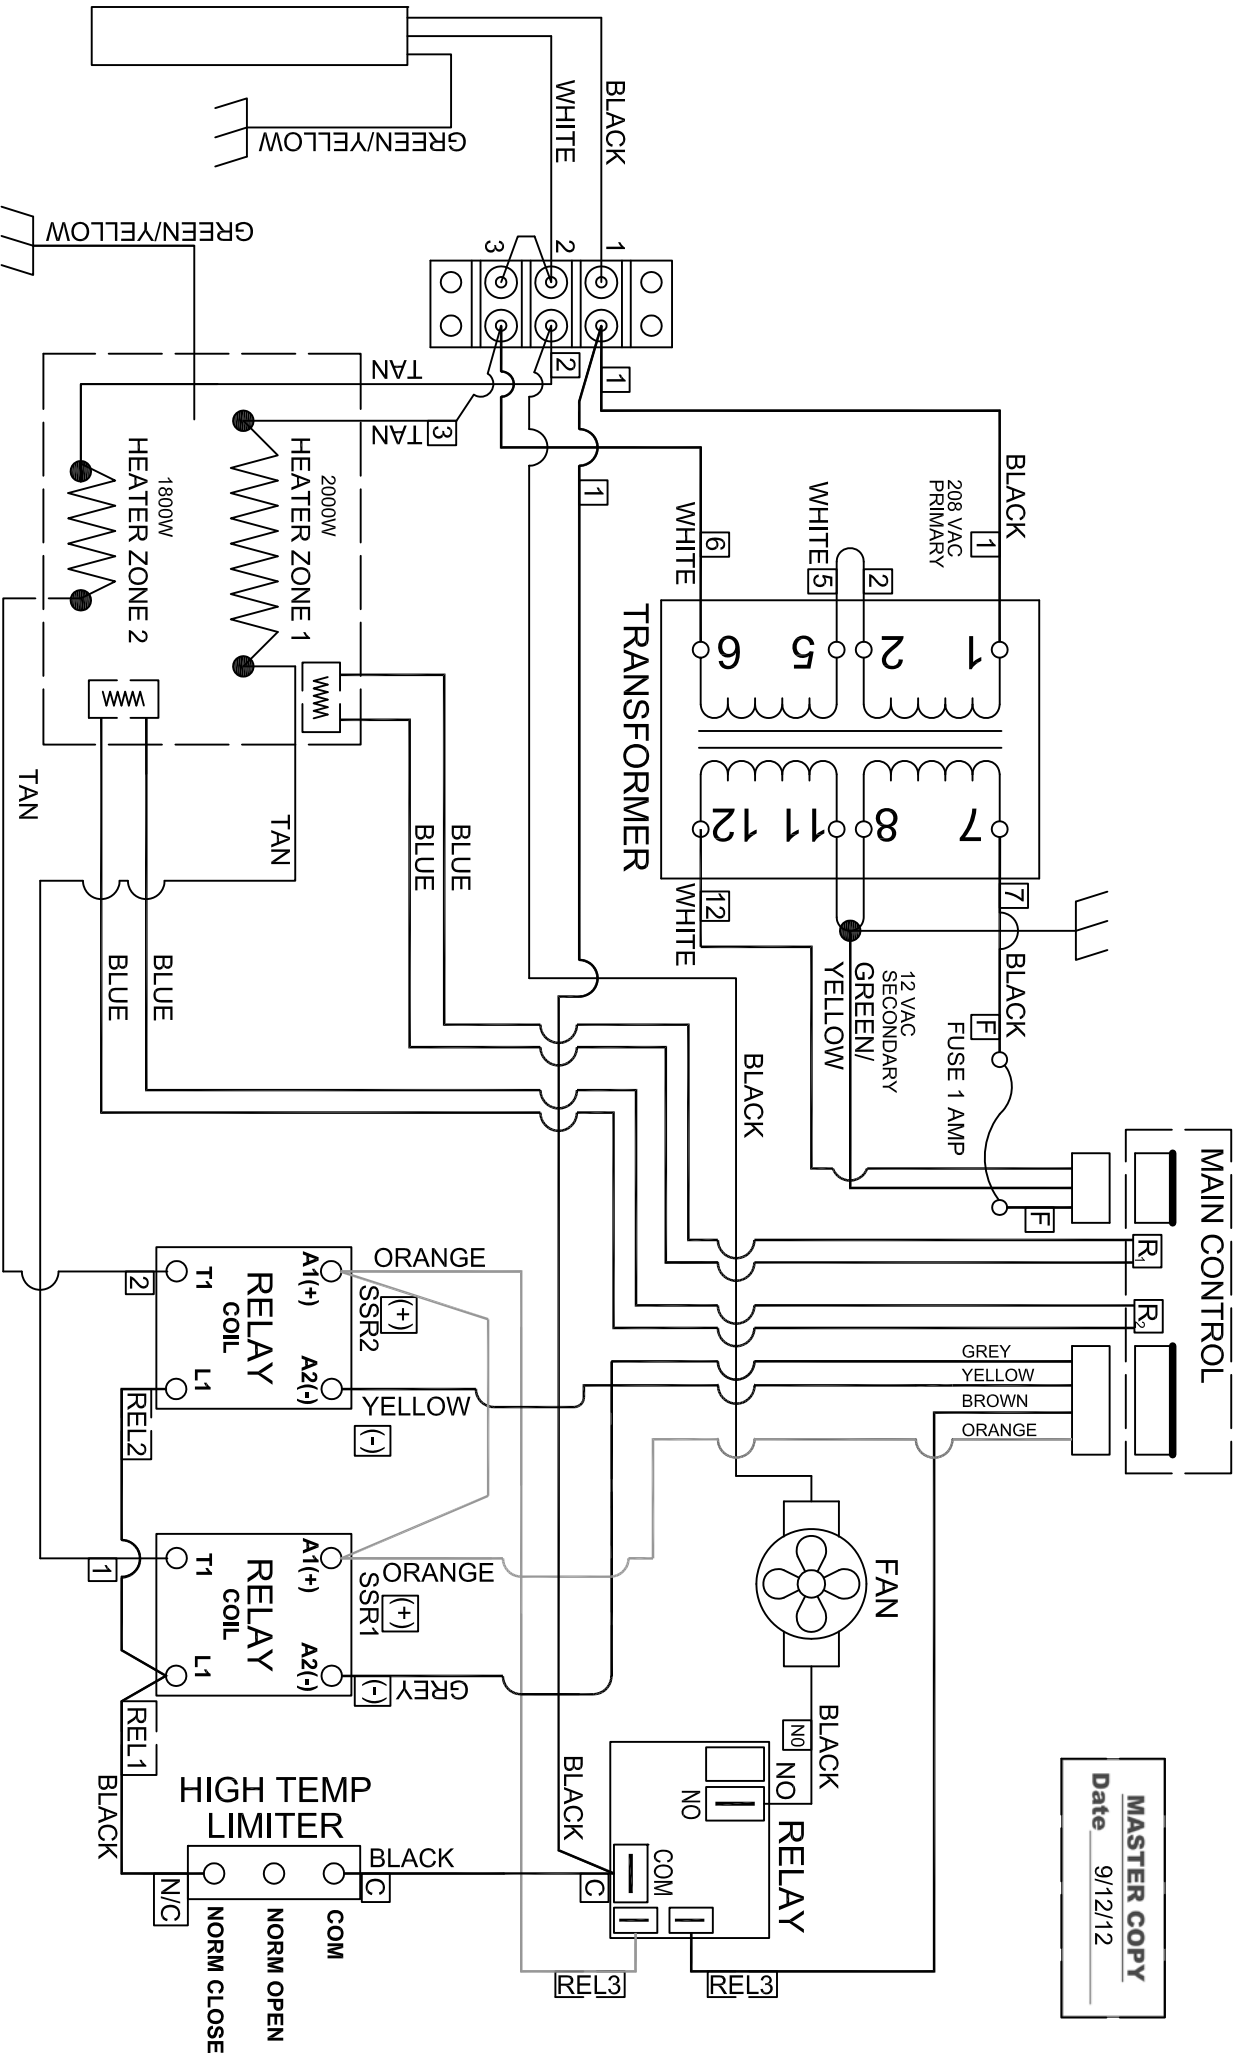 BLACK
WHITE
GREEN/YELLOW
GREEN/YELLOW
3
2
1
TAN
2
1
TAN
3
1
BLACK
208 VAC
PRIMARY
1
WHITE
5
2
WHITE
6
TRANSFORMER
6
5
2
1
12
11
8
7
2000W
HEATER ZONE 1
1800W
HEATER ZONE 2
TAN
TAN
BLUE
BLUE
BLUE
BLUE
12
WHITE
7
BLACK
F
FUSE 1 AMP
12 VAC
SECONDARY
GREEN/
YELLOW
BLACK
MAIN CONTROL
F
R1
R2
GREY
YELLOW
BROWN
ORANGE
ORANGE
A1(+)
T1
RELAY
COIL
SSR2
(+)
A2(-)
L1
2
YELLOW
(-)
REL2
ORANGE
A1(+)
T1
RELAY
COIL
SSR1
(+)
A2(-)
L1
1
GREY
(-)
REL1
BLACK
FAN
BLACK
NO
NO
NO
RELAY
COM
BLACK
C
REL3
REL3
HIGH TEMP
LIMITER
BLACK
C
N/C
COM
NORM OPEN
NORM CLOSE
MASTER COPY
Date 9/12/12